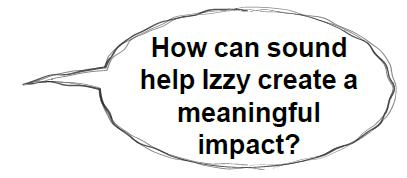 How can sound
help Izzy create a
meaningful
impact?